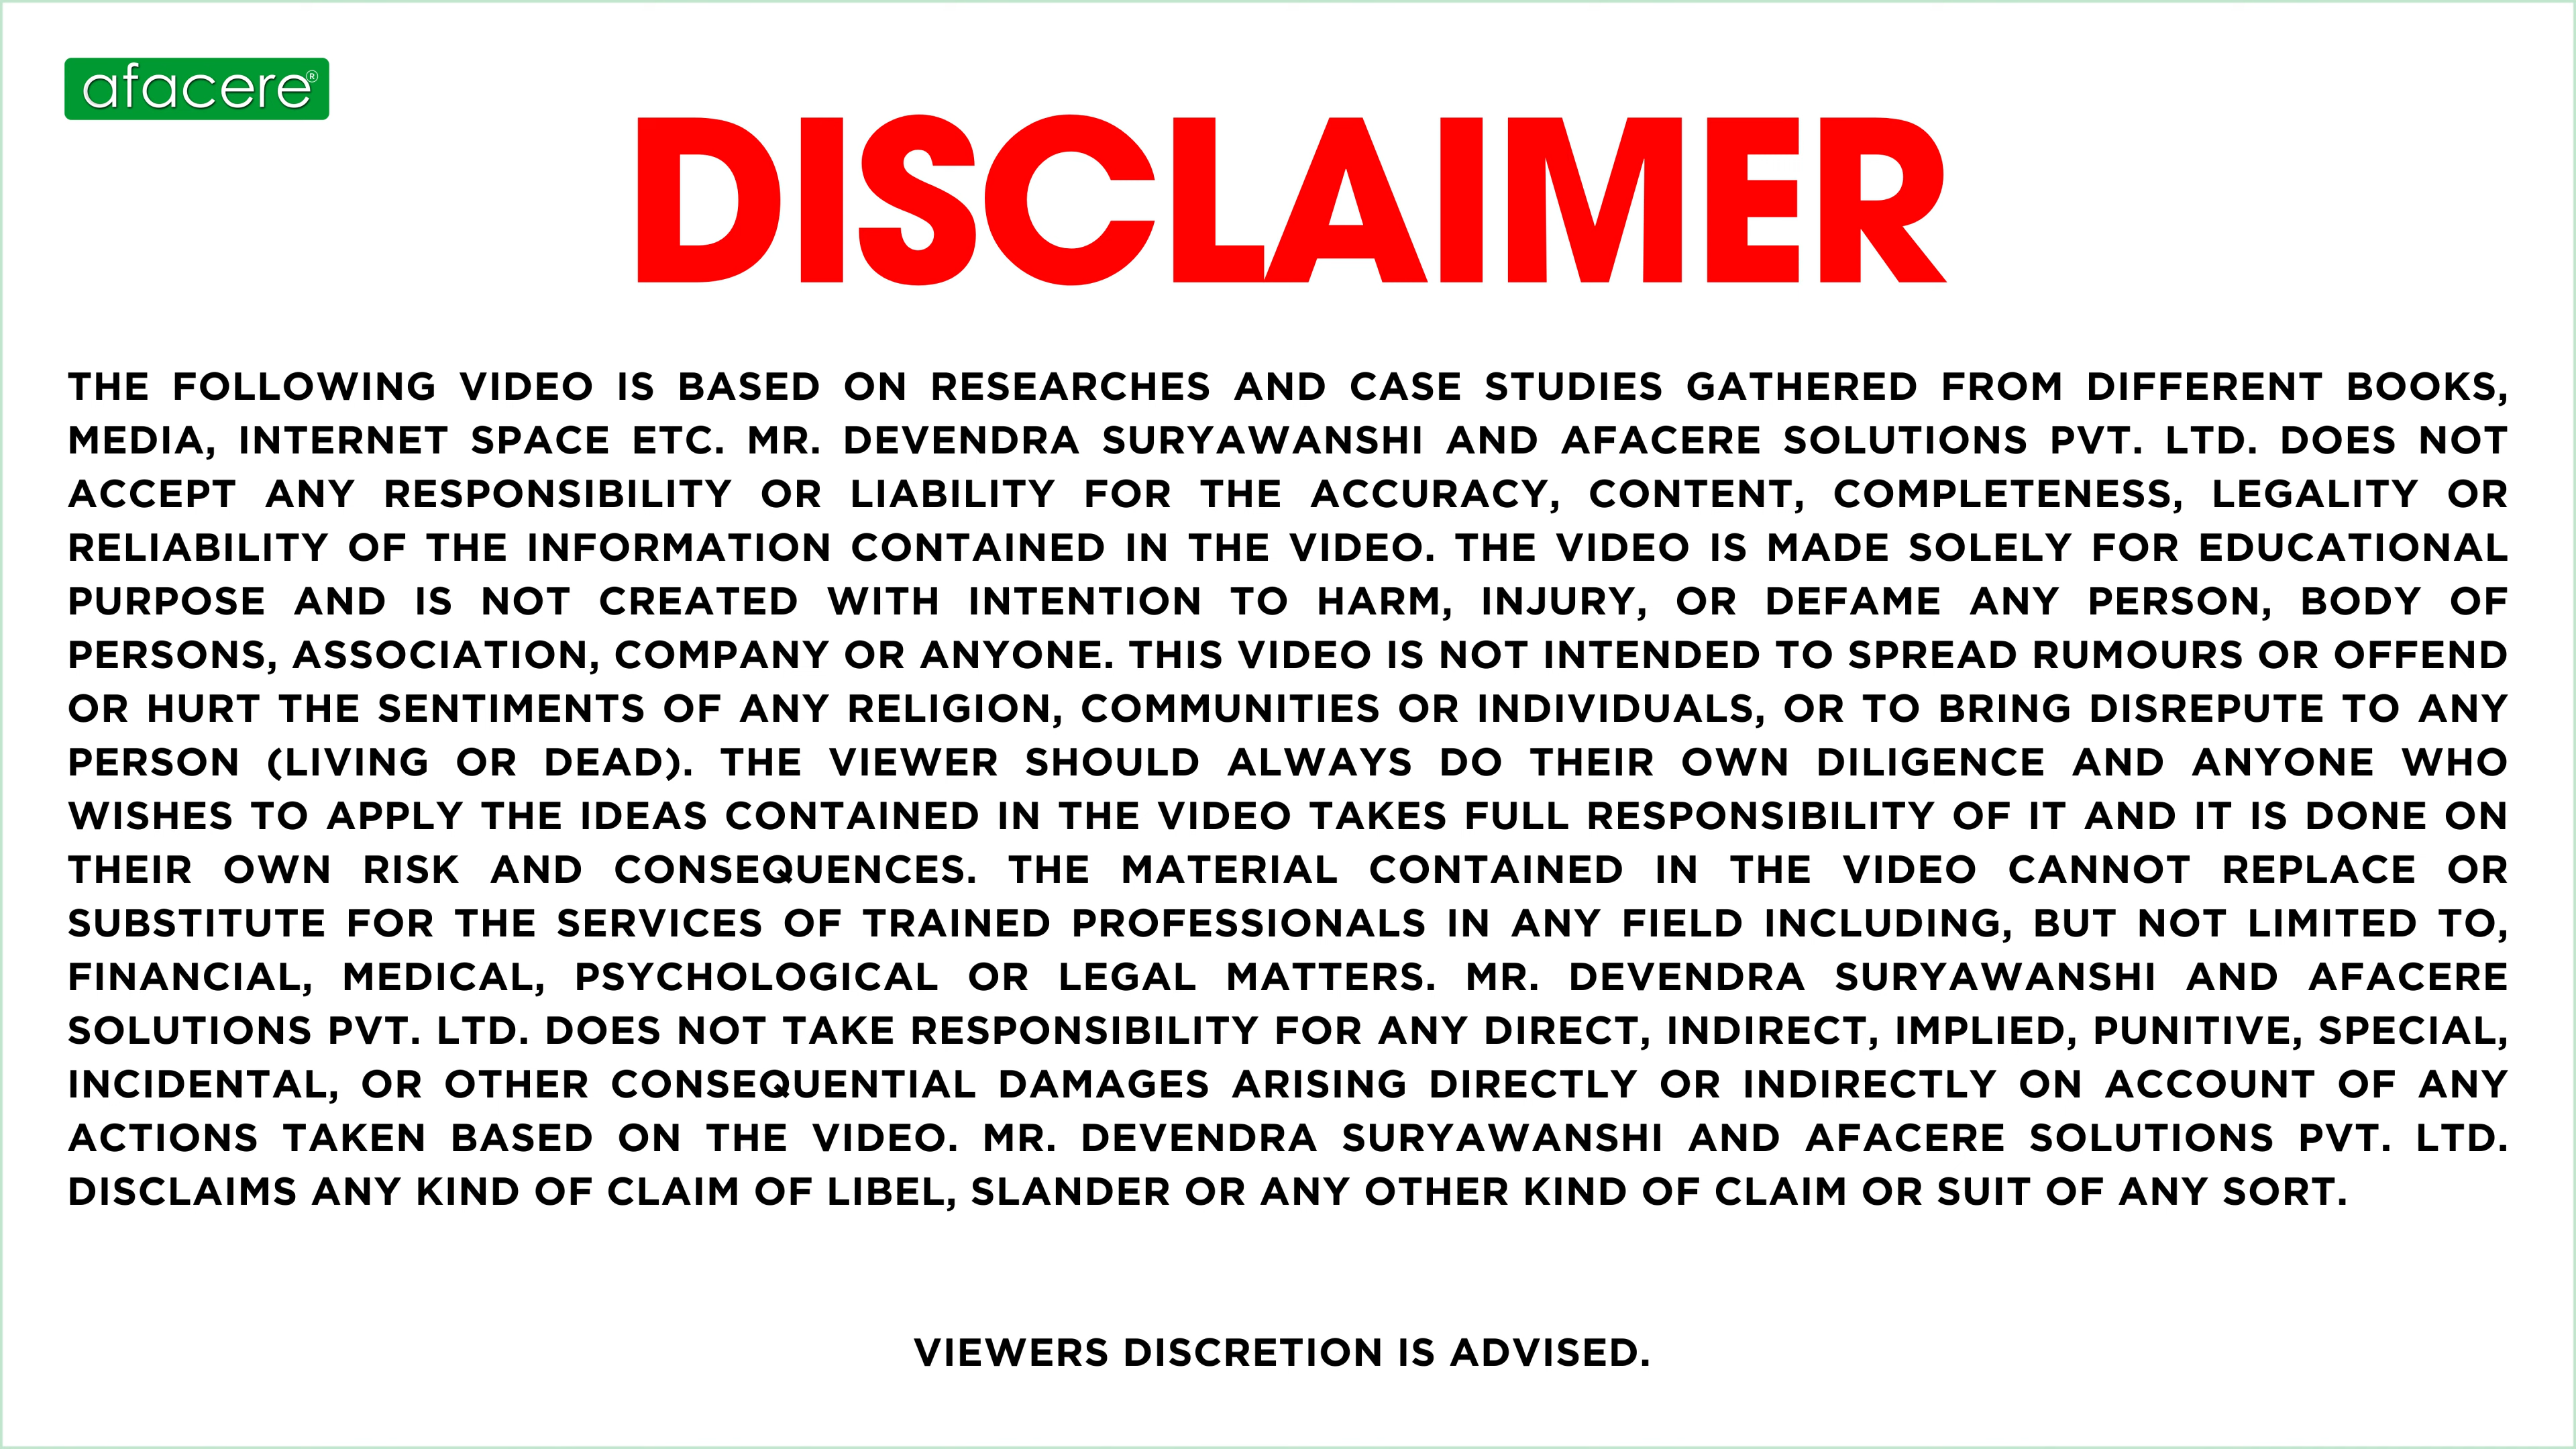 afacere®
DISCLAIMER
THE FOLLOWING VIDEO IS BASED ON RESEARCHES AND CASE STUDIES GATHERED FROM DIFFERENT BOOKS,
MEDIA, INTERNET SPACE ETC. MR. DEVENDRA SURYAWANSHI AND AFACERE SOLUTIONS PVT. LTD. DOES NOT
ACCEPT ANY RESPONSIBILITY OR LIABILITY FOR THE ACCURACY, CONTENT, COMPLETENESS, LEGALITY OR
RELIABILITY OF THE INFORMATION CONTAINED IN THE VIDEO. THE VIDEO IS MADE SOLELY FOR EDUCATIONAL
PURPOSE AND IS NOT CREATED WITH INTENTION TO HARM, INJURY, OR DEFAME ANY PERSON, BODY OF
PERSONS, ASSOCIATION, COMPANY OR ANYONE. THIS VIDEO IS NOT INTENDED TO SPREAD RUMOURS OR OFFEND
OR HURT THE SENTIMENTS OF ANY RELIGION, COMMUNITIES OR INDIVIDUALS, OR TO BRING DISREPUTE TO ANY
PERSON (LIVING OR DEAD). THE VIEWER SHOULD ALWAYS DO THEIR OWN DILIGENCE AND ANYONE WHO
WISHES TO APPLY THE IDEAS CONTAINED IN THE VIDEO TAKES FULL RESPONSIBILITY OF IT AND IT IS DONE ON
THEIR OWN RISK AND CONSEQUENCES. THE MATERIAL CONTAINED IN THE VIDEO CANNOT REPLACE OR
SUBSTITUTE FOR THE SERVICES OF TRAINED PROFESSIONALS IN ANY FIELD INCLUDING, BUT NOT LIMITED TO,
FINANCIAL, MEDICAL, PSYCHOLOGICAL OR LEGAL MATTERS. MR. DEVENDRA SURYAWANSHI AND AFACERE
SOLUTIONS PVT. LTD. DOES NOT TAKE RESPONSIBILITY FOR ANY DIRECT, INDIRECT, IMPLIED, PUNITIVE, SPECIAL,
INCIDENTAL, OR OTHER CONSEQUENTIAL DAMAGES ARISING DIRECTLY OR INDIRECTLY ON ACCOUNT OF ANY
ACTIONS TAKEN BASED ON THE VIDEO. MR. DEVENDRA SURYAWANSHI AND AFACERE SOLUTIONS PVT. LTD.
DISCLAIMS ANY KIND OF CLAIM OF LIBEL, SLANDER OR ANY OTHER KIND OF CLAIM OR SUIT OF ANY SORT.
VIEWERS DISCRETION IS ADVISED.